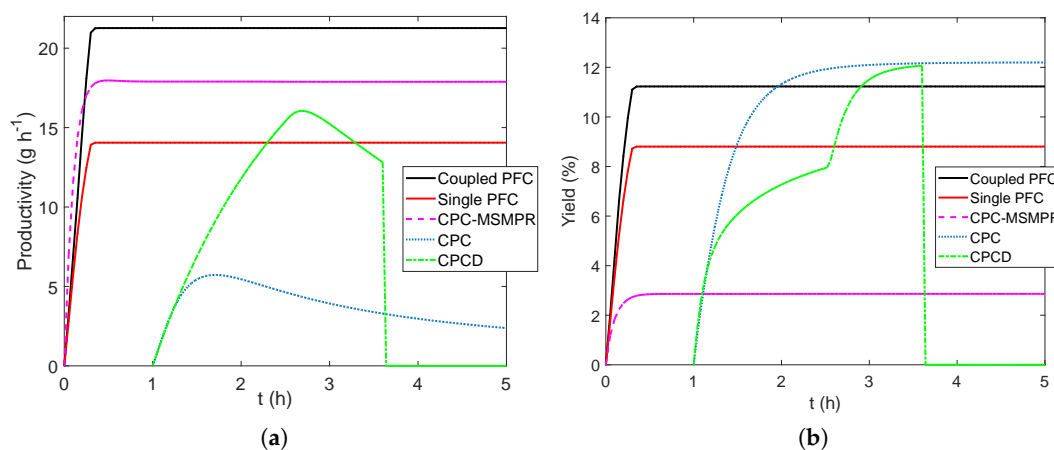 Productivity (g h⁻¹)
20
15
10
5
0
0 1 2 3 4 5
t (h)
Coupled PFC
Single PFC
CPC-MSMPR
CPC
CPCD
(a)
Yield (%)
14
12
10
8
6
4
2
0
0 1 2 3 4 5
t (h)
Coupled PFC
Single PFC
CPC-MSMPR
CPC
CPCD
(b)